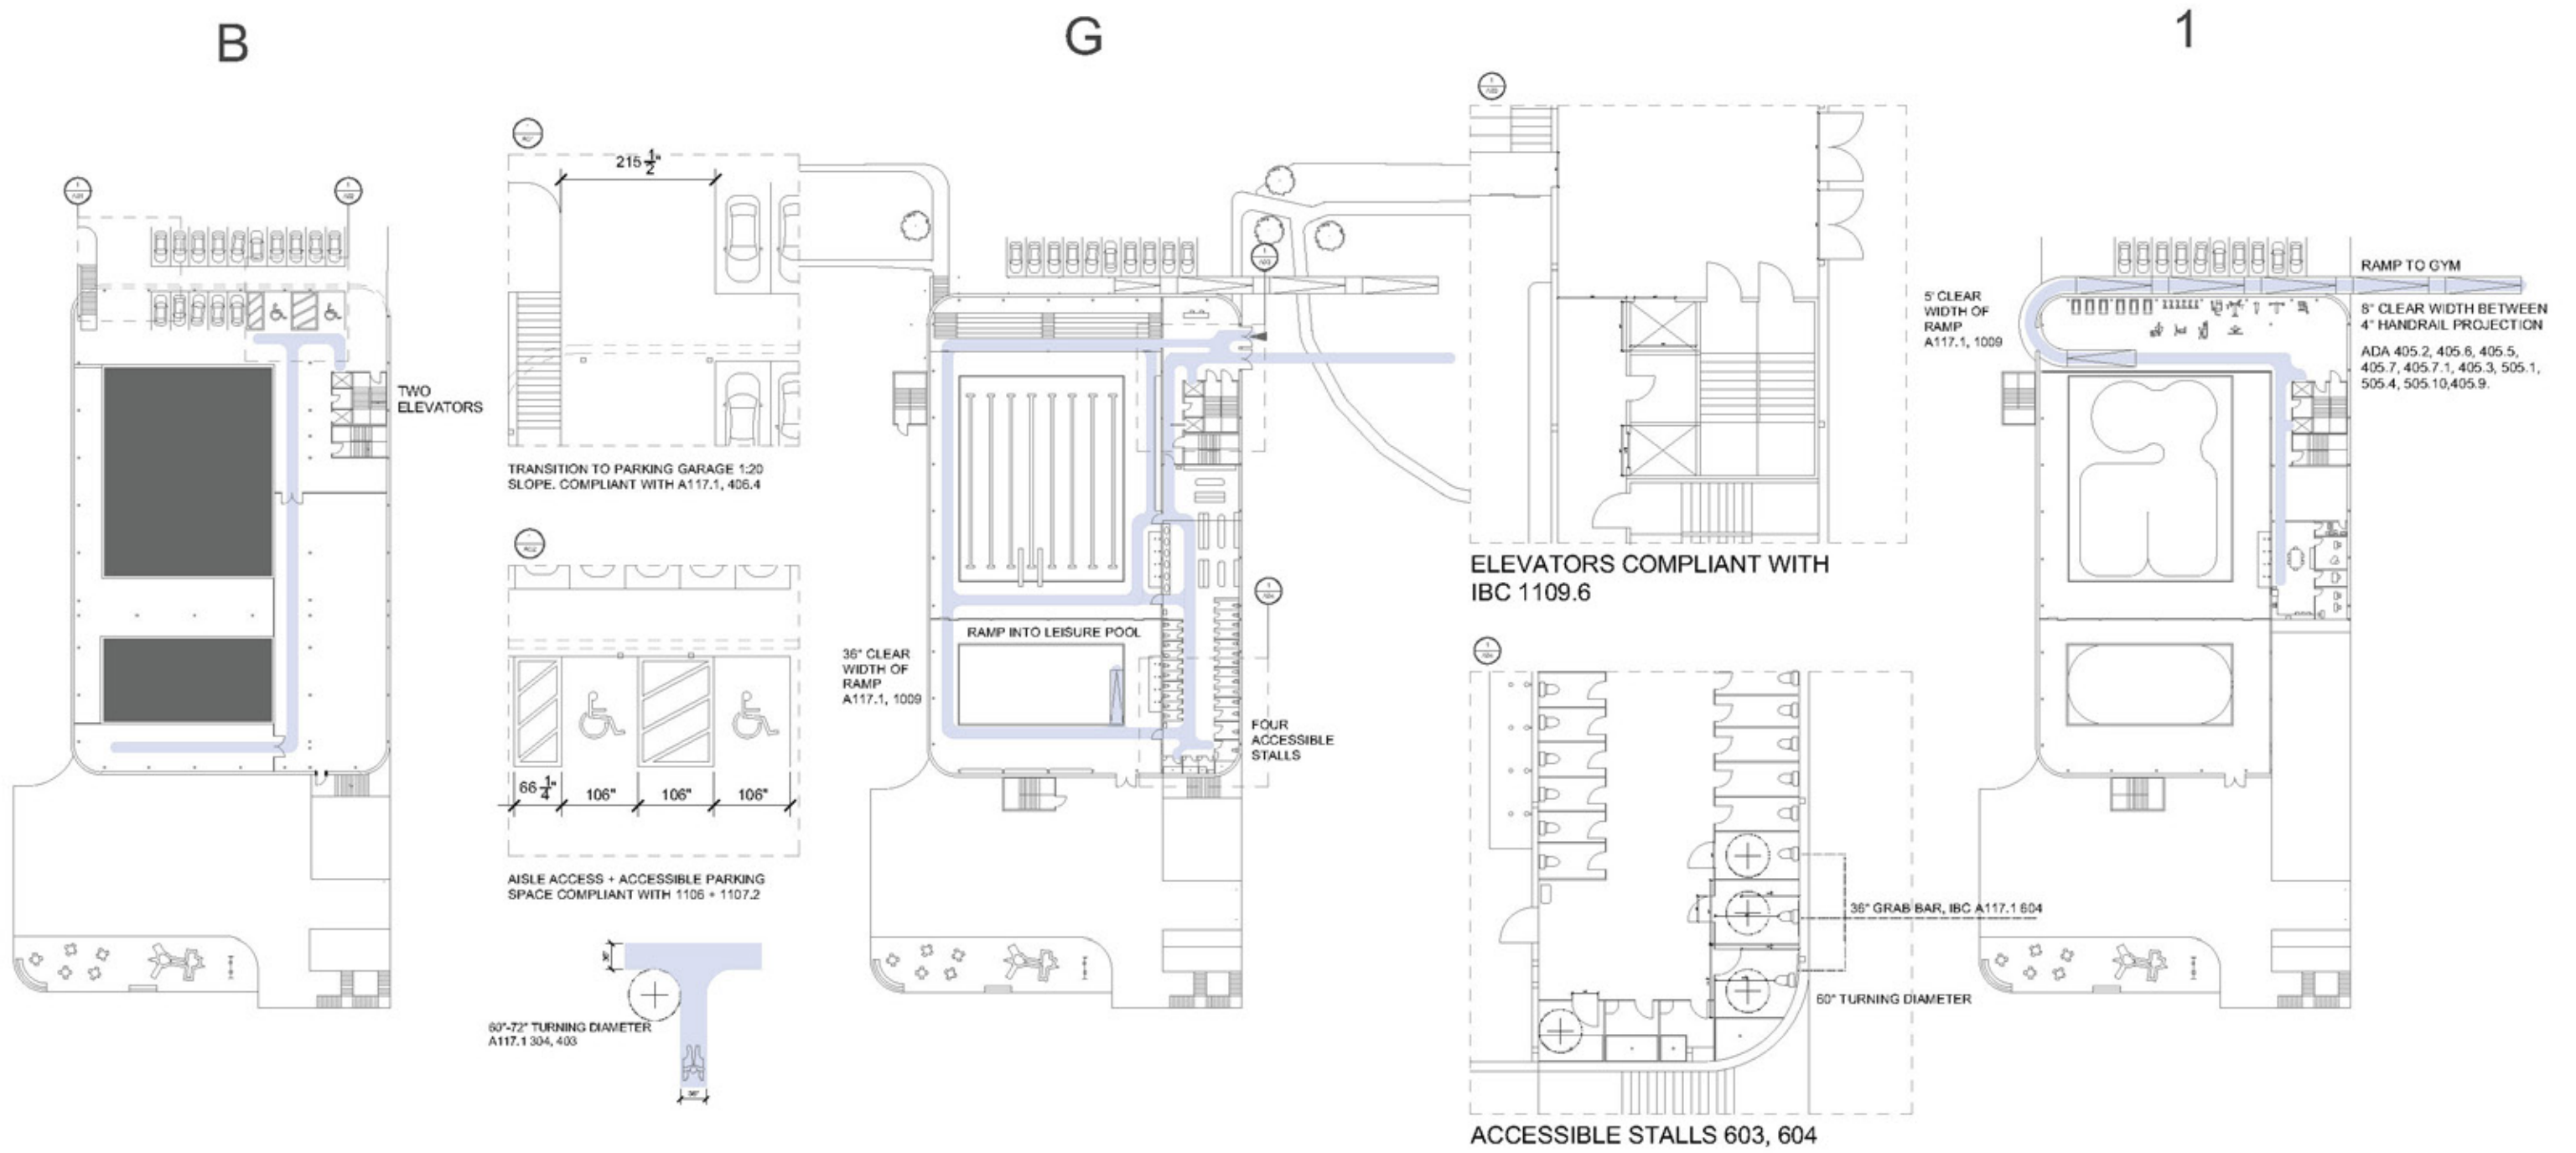 B
G
1
TWO
ELEVATORS
215 1/2"
TRANSITION TO PARKING GARAGE 1:20
SLOPE. COMPLIANT WITH A117.1, 406.4
66 1/4"
106"
106"
106"
AISLE ACCESS + ACCESSIBLE PARKING
SPACE COMPLIANT WITH 1106 + 1107.2
36"
60"-72" TURNING DIAMETER
A117.1 304, 403
36"
36" CLEAR
WIDTH OF
RAMP
A117.1, 1009
RAMP INTO LEISURE POOL
FOUR
ACCESSIBLE
STALLS
ELEVATORS COMPLIANT WITH
IBC 1109.6
36" GRAB BAR, IBC A117.1 604
60" TURNING DIAMETER
ACCESSIBLE STALLS 603, 604
5' CLEAR
WIDTH OF
RAMP
A117.1, 1009
RAMP TO GYM
8" CLEAR WIDTH BETWEEN
4" HANDRAIL PROJECTION
ADA 405.2, 405.6, 405.5,
405.7, 405.7.1, 405.3, 505.1,
505.4, 505.10,405.9.